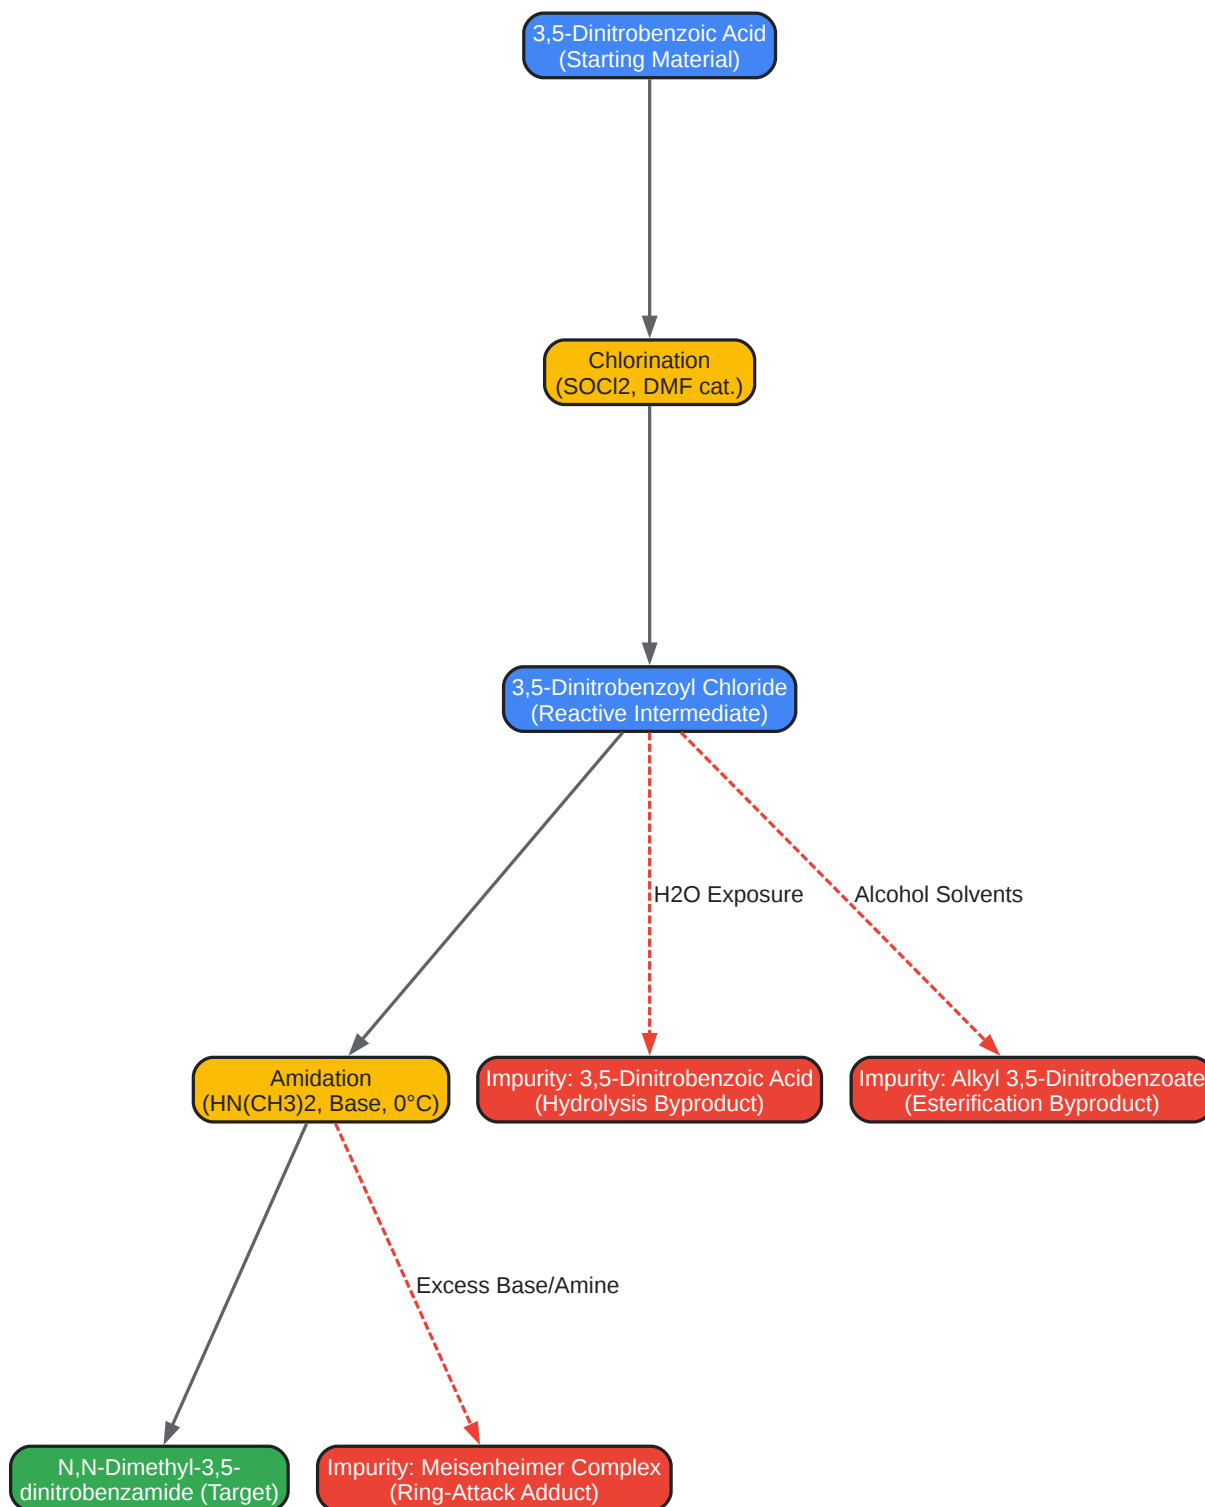 3,5-Dinitrobenzoic Acid
(Starting Material)
Chlorination
(SOCl2, DMF cat.)
3,5-Dinitrobenzoyl Chloride
(Reactive Intermediate)
H2O Exposure
Alcohol Solvents
Amidation
(HN(CH3)2, Base, 0°C)
Impurity: 3,5-Dinitrobenzoic Acid
(Hydrolysis Byproduct)
Impurity: Alkyl 3,5-Dinitrobenzoate
(Esterification Byproduct)
Excess Base/Amine
N,N-Dimethyl-3,5-
dinitrobenzamide (Target)
Impurity: Meisenheimer Complex
(Ring-Attack Adduct)